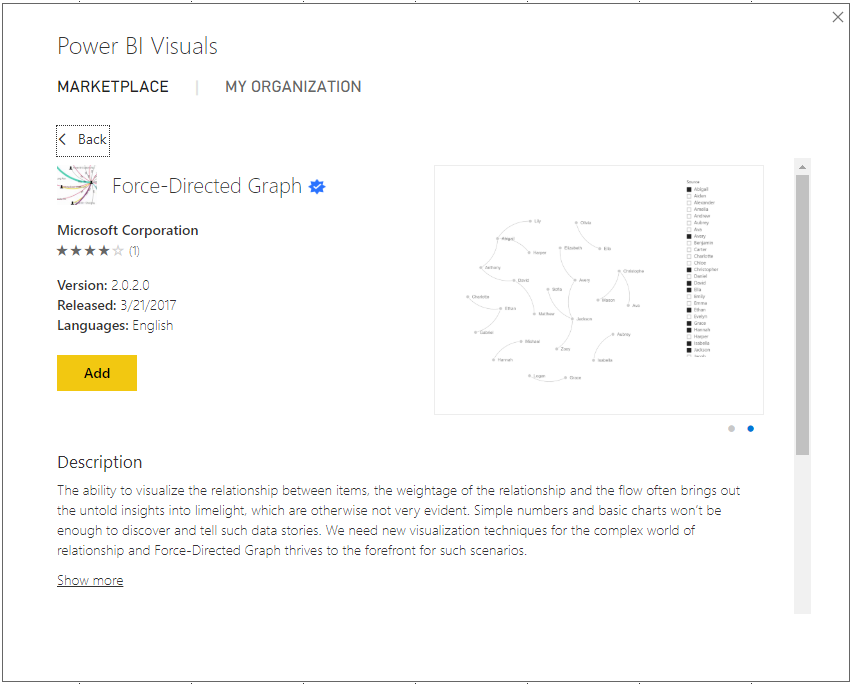 Power BI Visuals
MARKETPLACE | MY ORGANIZATION
Back
Force-Directed Graph
Microsoft Corporation
(1)
Version: 2.0.2.0
Released: 3/21/2017
Languages: English
Add
Lily
Olivia
Abigail
Harper
Elizabeth
Ella
Anthony
David
Avery
Christopher
Sofia
Charlotte
Ethan
Matthew
Jackson
Mason
Ava
Gabriel
Michael
Aubrey
Hannah
Zoey
Isabella
Logan
Source
Abigail
Aiden
Alexander
Amelia
Andrew
Aubrey
Ava
Avery
Benjamin
Carter
Charlotte
Chloe
Christopher
Daniel
David
Ella
Emily
Emma
Ethan
Evelyn
Grace
Hannah
Harper
Isabella
Jackson
Description
The ability to visualize the relationship between items, the weightage of the relationship and the flow often brings out
the untold insights into limelight, which are otherwise not very evident. Simple numbers and basic charts won't be
enough to discover and tell such data stories. We need new visualization techniques for the complex world of
relationship and Force-Directed Graph thrives to the forefront for such scenarios.
Show more